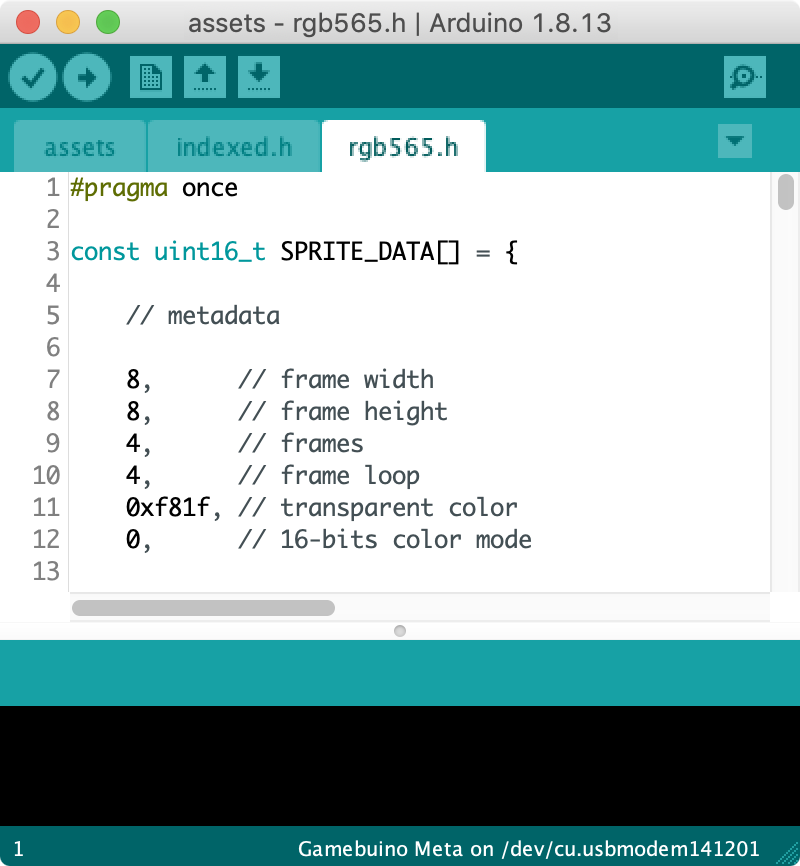 assets - rgb565.h | Arduino 1.8.13
assets indexed.h rgb565.h
1 #pragma once
2
3 const uint16_t SPRITE_DATA[] = {
4
5     // metadata
6
7     8,      // frame width
8     8,      // frame height
9     4,      // frames
10     4,      // frame loop
11     0xf81f, // transparent color
12     0,      // 16-bits color mode
13
1 Gamebuino Meta on /dev/cu.usbmodem141201